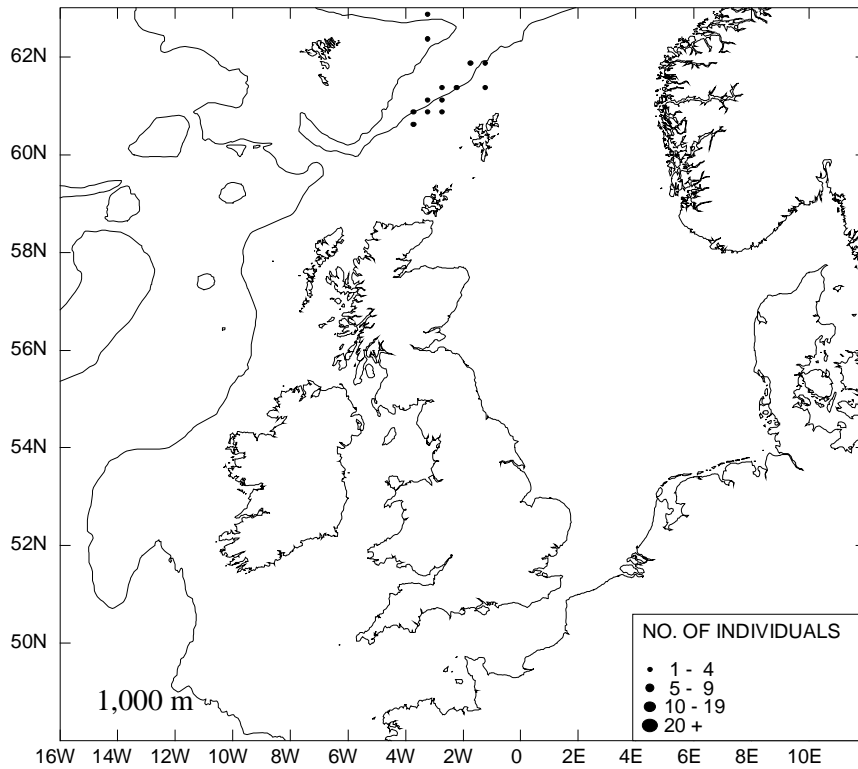 62N
60N
58N
56N
54N
52N
50N
1,000 m
NO. OF INDIVIDUALS
1 - 4
5 - 9
10 - 19
20 +
16W 14W 12W 10W 8W 6W 4W 2W 0 2E 4E 6E 8E 10E